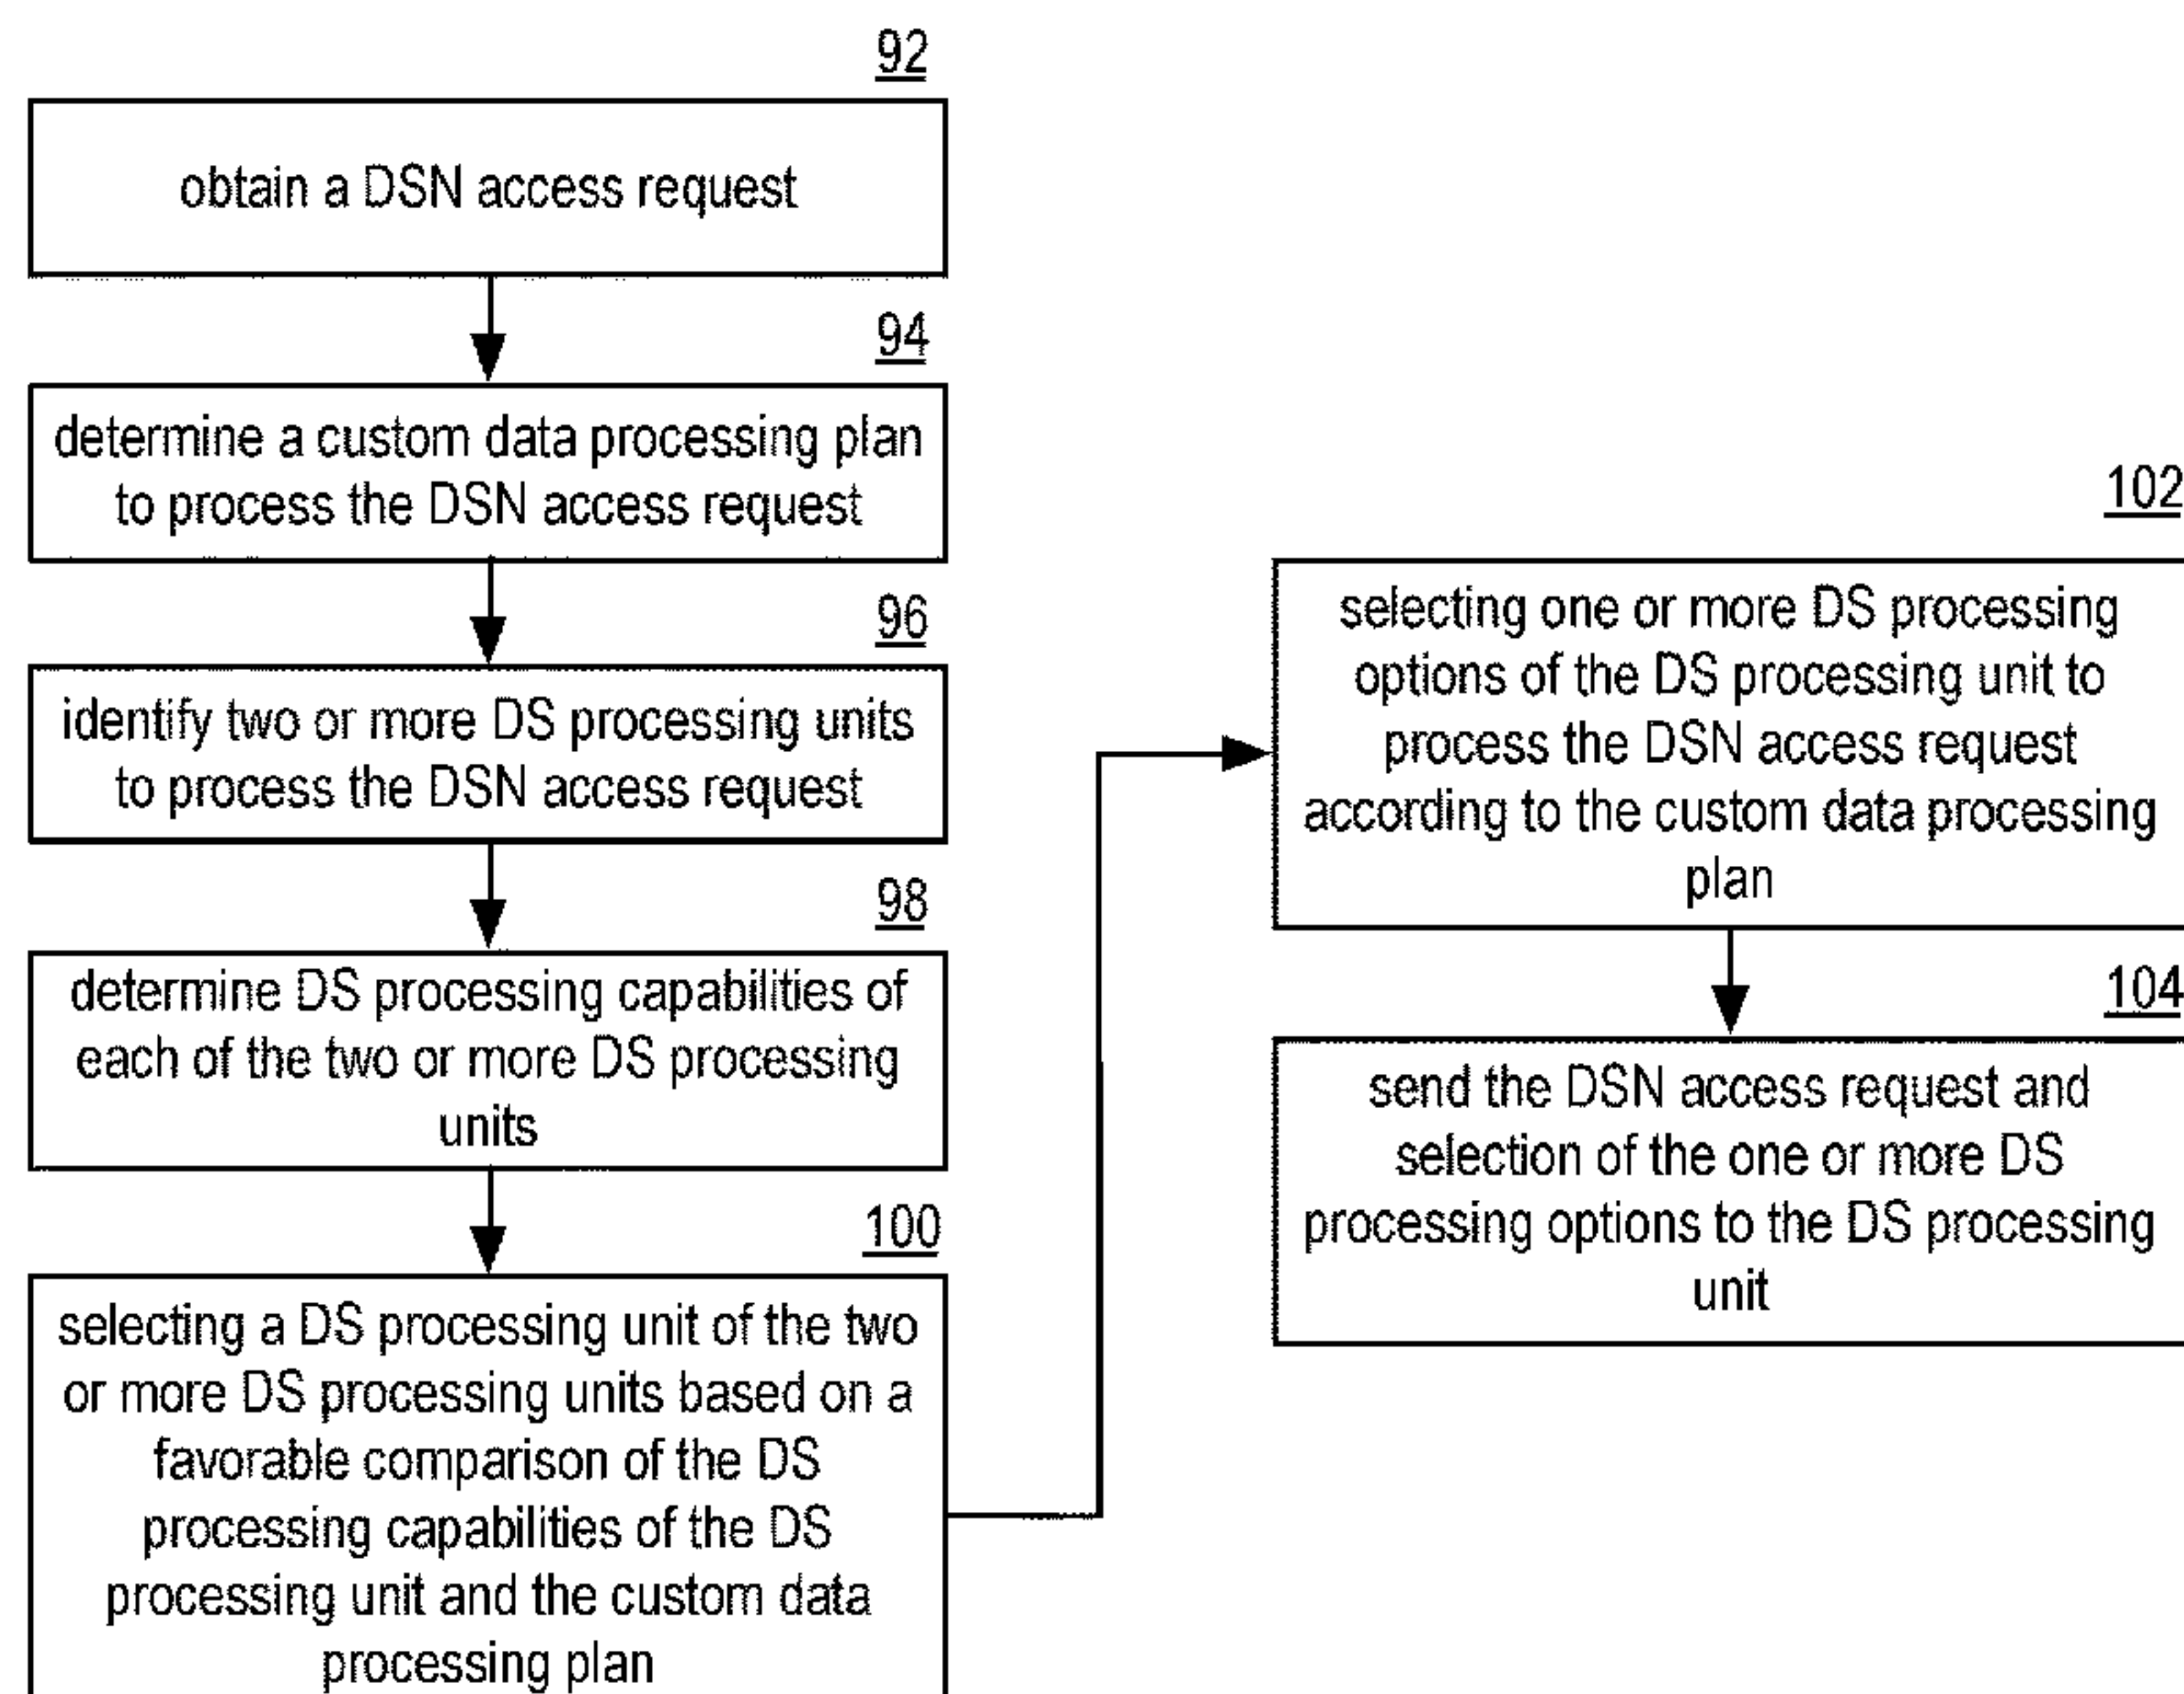 92
obtain a DSN access request
94
determine a custom data processing plan
to process the DSN access request
96
identify two or more DS processing units
to process the DSN access request
98
determine DS processing capabilities of
each of the two or more DS processing
units
100
selecting a DS processing unit of the two
or more DS processing units based on a
favorable comparison of the DS
processing capabilities of the DS
processing unit and the custom data
processing plan
102
selecting one or more DS processing
options of the DS processing unit to
process the DSN access request
according to the custom data processing
plan
104
send the DSN access request and
selection of the one or more DS
processing options to the DS processing
unit